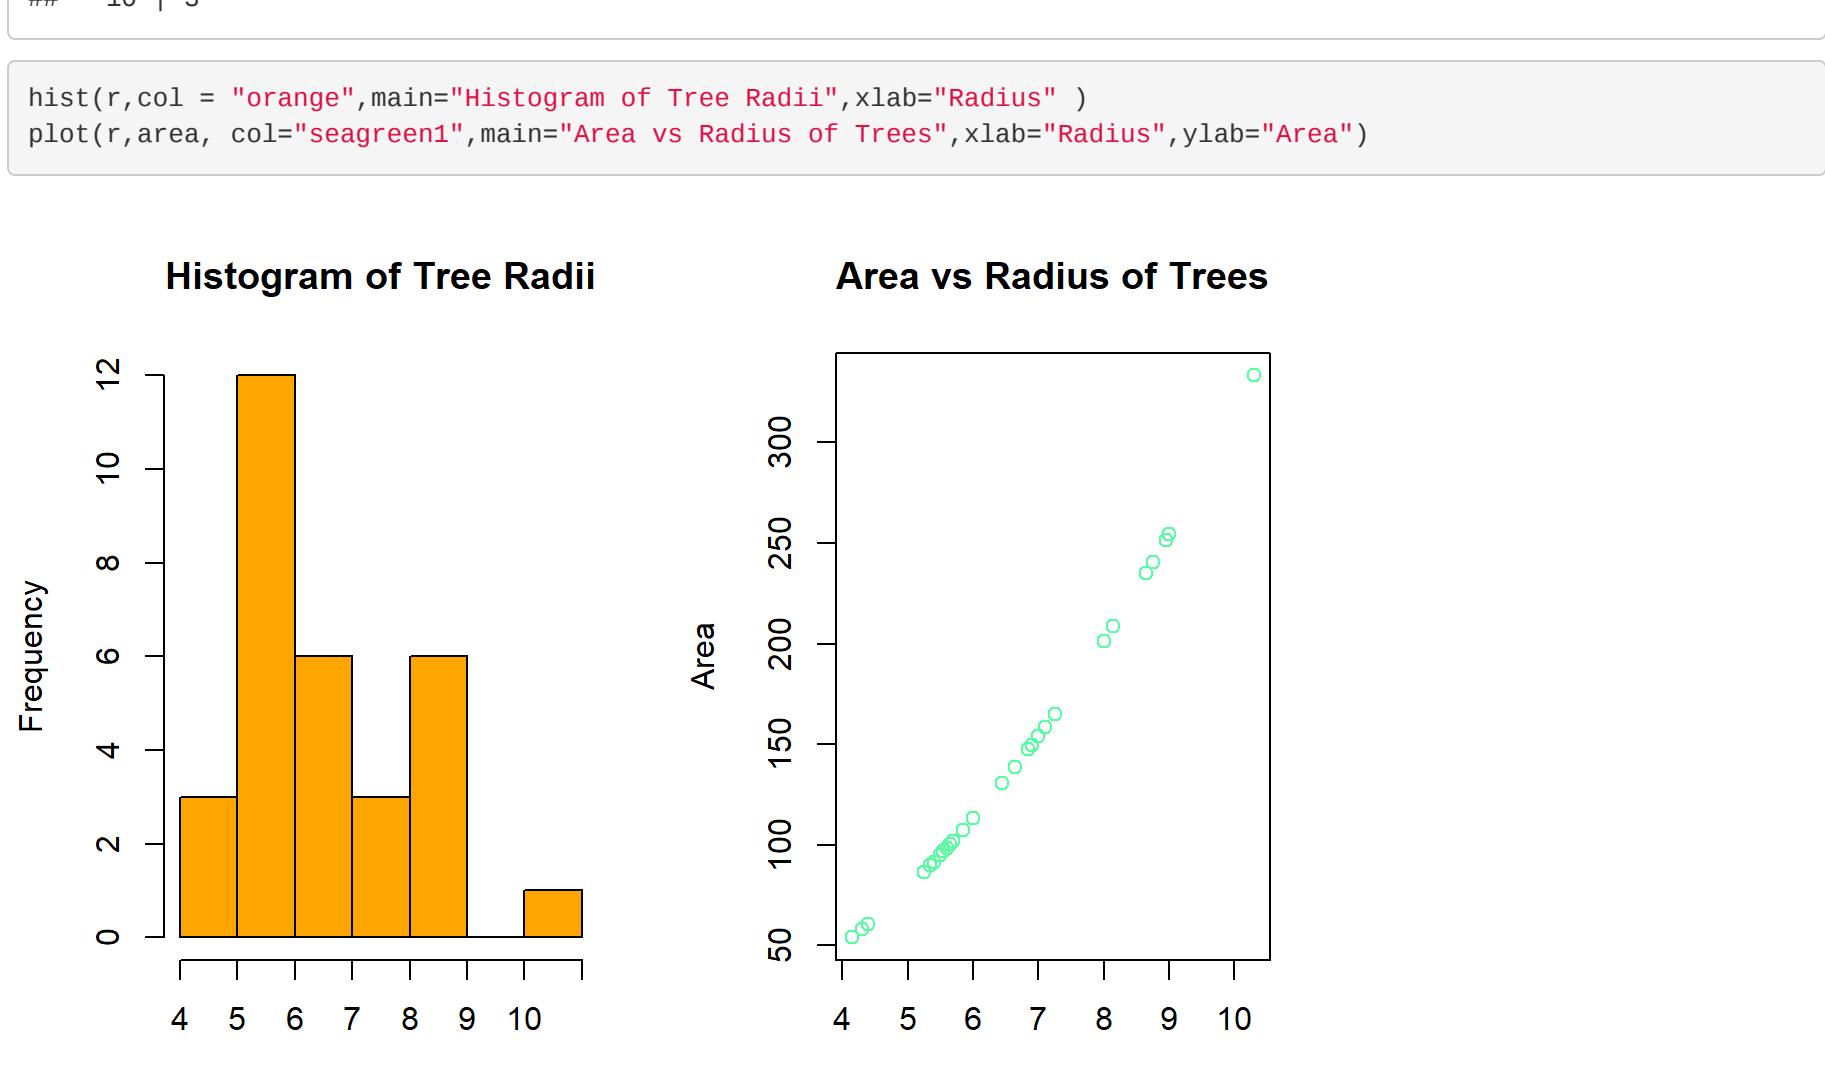 ## 10 | 3
hist(r,col = "orange",main="Histogram of Tree Radii",xlab="Radius" )
plot(r,area, col="seagreen1",main="Area vs Radius of Trees",xlab="Radius",ylab="Area")
Histogram of Tree Radii
Frequency
12
10
8
6
4
2
0
4 5 6 7 8 9 10
Area vs Radius of Trees
Area
300
250
200
150
100
50
4 5 6 7 8 9 10